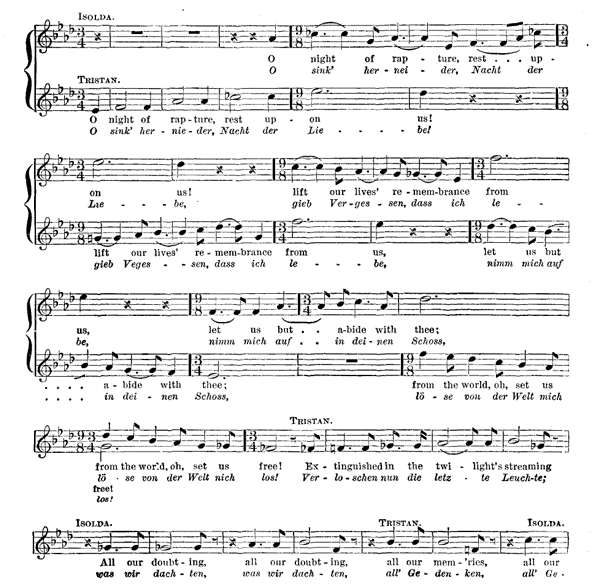 ISOLDA.
O night of rap- ture, rest . . . up-
O sink' her-nei - der, Nacht der
TRISTAN.
O night of rap-ture, rest up - on us!
O sink' her-nie-der, Nacht der Lie - - - - be!
on us! lift our lives' re-mem-brance from
Lie - - - be, gieb Ver-ges - sen, dass ich le - -
lift our lives' re-mem-brance from us, let us but
gieb Veges - - sen, dass ich le - - - be, nimm mich auf
us, let us but . . a-bide with thee;
be, nimm mich auf . . in dei-nen Schoss,
. . . . a - bide with thee; from the world, oh, set us
. . . . in dei - nen Schoss, lö - se von der Welt mich
TRISTAN.
from the world, oh, set us free! Ex - tinguished in the twi - light's streaming
lö - se von der Welt nich los! Ver - lo-schen nun die letz - te Leuchte;
free!
los!
ISOLDA. TRISTAN. ISOLDA.
All our doubt- ing, all our doubt-ing, all our mem-'ries, all our
was wir dach - ten, was wir dach - ten, all' Ge - den - ken, all' Ge-